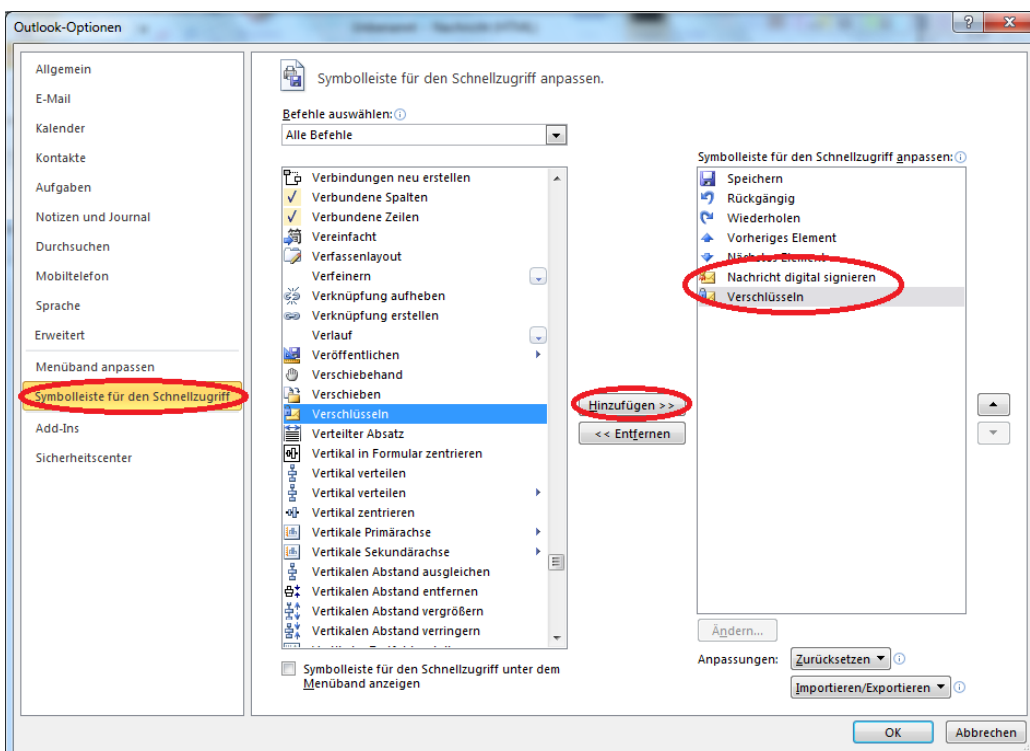 Outlook-Optionen
Allgemein
E-Mail
Kalender
Kontakte
Aufgaben
Notizen und Journal
Durchsuchen
Mobiltelefon
Sprache
Erweitert
Menüband anpassen
Symbolleiste für den Schnellzugriff
Add-Ins
Sicherheitscenter
Symbolleiste für den Schnellzugriff anpassen.
Befehle auswählen:
Alle Befehle
Verbindungen neu erstellen
Verbundene Spalten
Verbundene Zeilen
Vereinfacht
Verfassenlayout
Verfeinern
Verknüpfung aufheben
Verknüpfung erstellen
Verlauf
Veröffentlichen
Verschiebehand
Verschieben
Verschlüsseln
Verteilter Absatz
Vertikal in Formular zentrieren
Vertikal verteilen
Vertikal verteilen
Vertikal zentrieren
Vertikale Primärachse
Vertikale Sekundärachse
Vertikalen Abstand ausgleichen
Vertikalen Abstand entfernen
Vertikalen Abstand vergrößern
Vertikalen Abstand verringern
Symbolleiste für den Schnellzugriff unter dem
Menüband anzeigen
Hinzufügen >>
<< Entfernen
Symbolleiste für den Schnellzugriff anpassen:
Speichern
Rückgängig
Wiederholen
Vorheriges Element
Nächstes Element
Nachricht digital signieren
Verschlüsseln
Ändern...
Anpassungen: Zurücksetzen
Importieren/Exportieren
OK Abbrechen